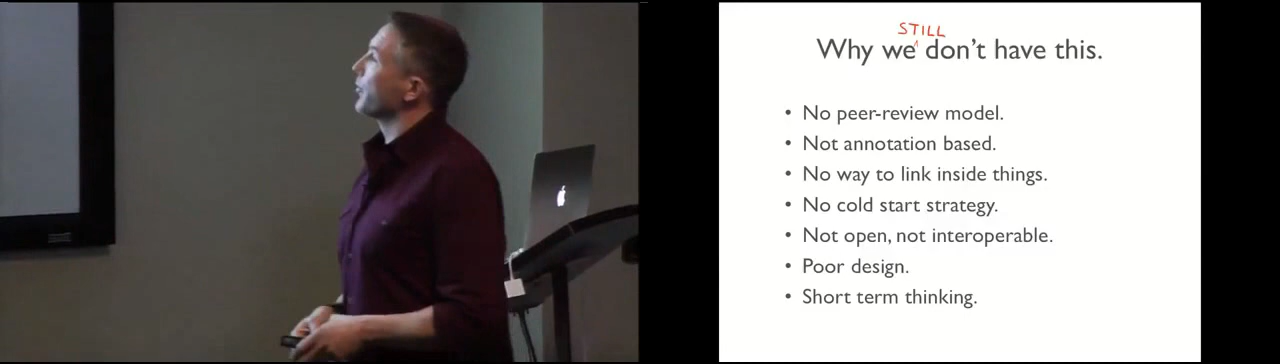 STILL
Why we don't have this.
• No peer-review model.
• Not annotation based.
• No way to link inside things.
• No cold start strategy.
• Not open, not interoperable.
• Poor design.
• Short term thinking.